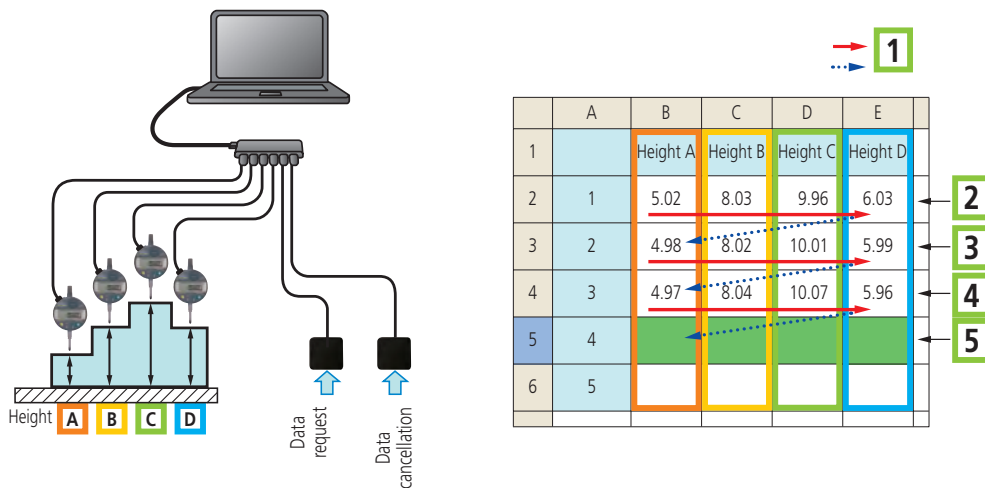 Height
A
B
C
D
Data
request
Data
cancellation
1
A B C D E
1 Height A Height B Height C Height D
2 1 5.02 8.03 9.96 6.03 2
3 2 4.98 8.02 10.01 5.99 3
4 3 4.97 8.04 10.07 5.96 4
5 4 5
6 5